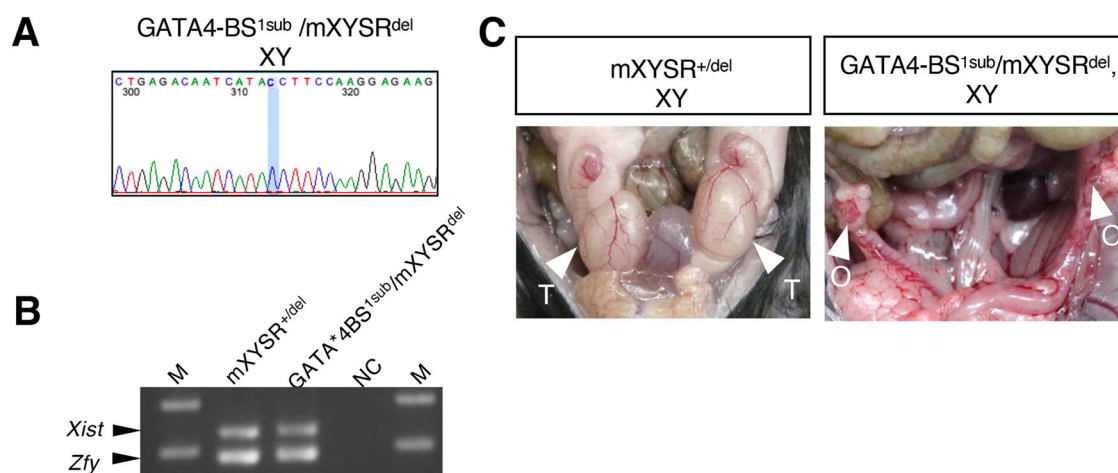 A
GATA4-BS1sub /mXYSRdel
XY
CTGAGACAATCATACCTTCCAAGGAGAAG
300 310 320
B
M mXYSR+/del GATA*4BS1sub/mXYSRdel NC M
Xist
Zfy
C
mXYSR+/del
XY
GATA4-BS1sub/mXYSRdel,
XY
T T
O O